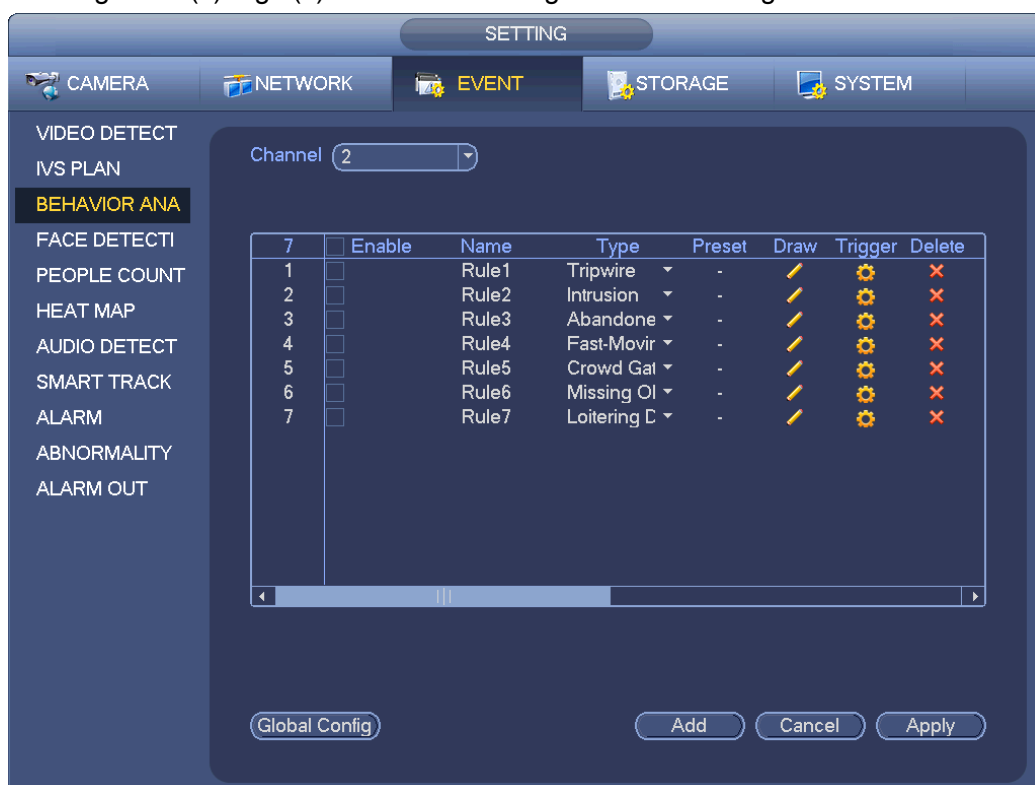 SETTING
CAMERA NETWORK EVENT STORAGE SYSTEM
VIDEO DETECT
IVS PLAN
BEHAVIOR ANA
FACE DETECTI
PEOPLE COUNT
HEAT MAP
AUDIO DETECT
SMART TRACK
ALARM
ABNORMALITY
ALARM OUT
Channel 2
7 Enable Name Type Preset Draw Trigger Delete
1 Rule1 Tripwire -
2 Rule2 Intrusion -
3 Rule3 Abandone -
4 Rule4 Fast-Movir -
5 Rule5 Crowd Gat -
6 Rule6 Missing Ol -
7 Rule7 Loitering D -
Global Config Add Cancel Apply